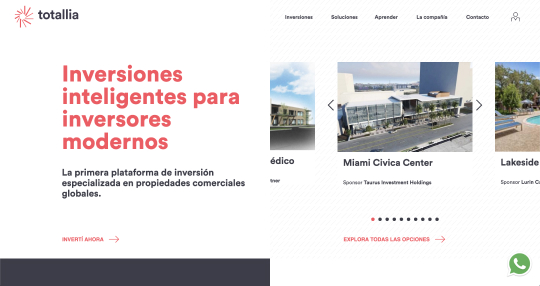 totallia
Inversiones
Soluciones
Aprender
La compañía
Contacto
Inversiones
inteligentes para
inversores
modernos
La primera plataforma de inversión
especializada en propiedades comerciales
globales.
INVERTÍ AHORA
édico
tner
Miami Civica Center
Sponsor Taurus Investment Holdings
Lakeside
Sponsor Lurin C
EXPLORA TODAS LAS OPCIONES